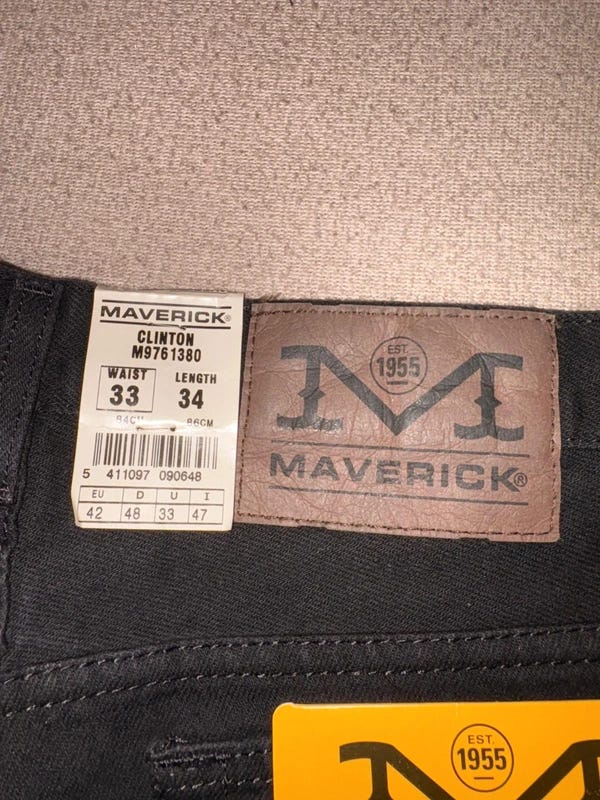 MAVERICK®
CLINTON
M9761380
WAIST LENGTH
33 34
84CM 86CM
5 411097 090648
EU D U I
42 48 33 47
EST.
1955
M
MAVERICK®
EST.
1955
M